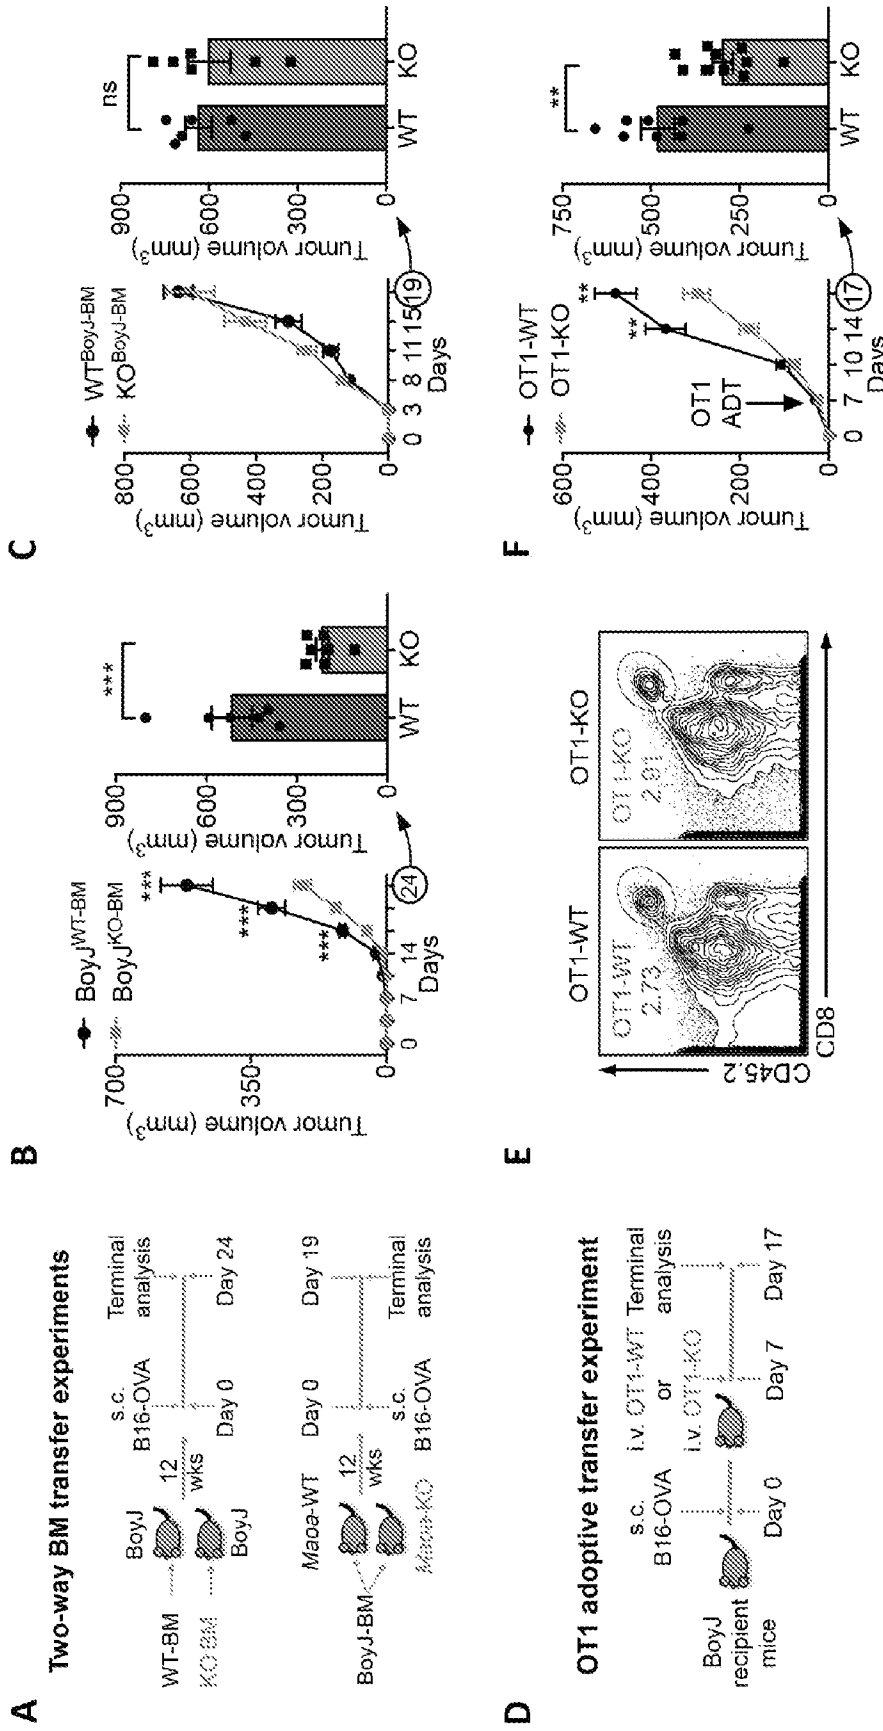 A
Two-way BM transfer experiments
WT-BM
KO BM
BoyJ
BoyJ
12
wks
s.c.
B16-OVA
Day 0
Terminal
analysis
Day 24
BoyJ-BM
Maoa-WT
Maoa-KO
12
wks
Day 0
s.c.
B16-OVA
Day 19
Terminal
analysis
B
BoyJWT-BM
BoyJKO-BM
Tumor volume (mm3)
700
350
0
***
***
***
0
7
14
24
Days
Tumor volume (mm3)
900
600
300
0
***
WT
KO
C
WTBoyJ-BM
KOBoyJ-BM
Tumor volume (mm3)
800
600
400
200
0
0
3
8
11
15
19
Days
Tumor volume (mm3)
900
600
300
0
ns
WT
KO
D
OT1 adoptive transfer experiment
BoyJ
recipient
mice
s.c.
B16-OVA
Day 0
i.v. OT1-WT
or
i.v. OT1-KO
Day 7
Terminal
analysis
Day 17
E
OT1-WT
OT1-WT
2.73
OT1-KO
OT1-KO
2.91
CD45.2
CD8
F
OT1-WT
OT1-KO
Tumor volume (mm3)
600
400
200
0
OT1
ADT
**
**
0
7
10
14
17
Days
Tumor volume (mm3)
750
500
250
0
**
WT
KO